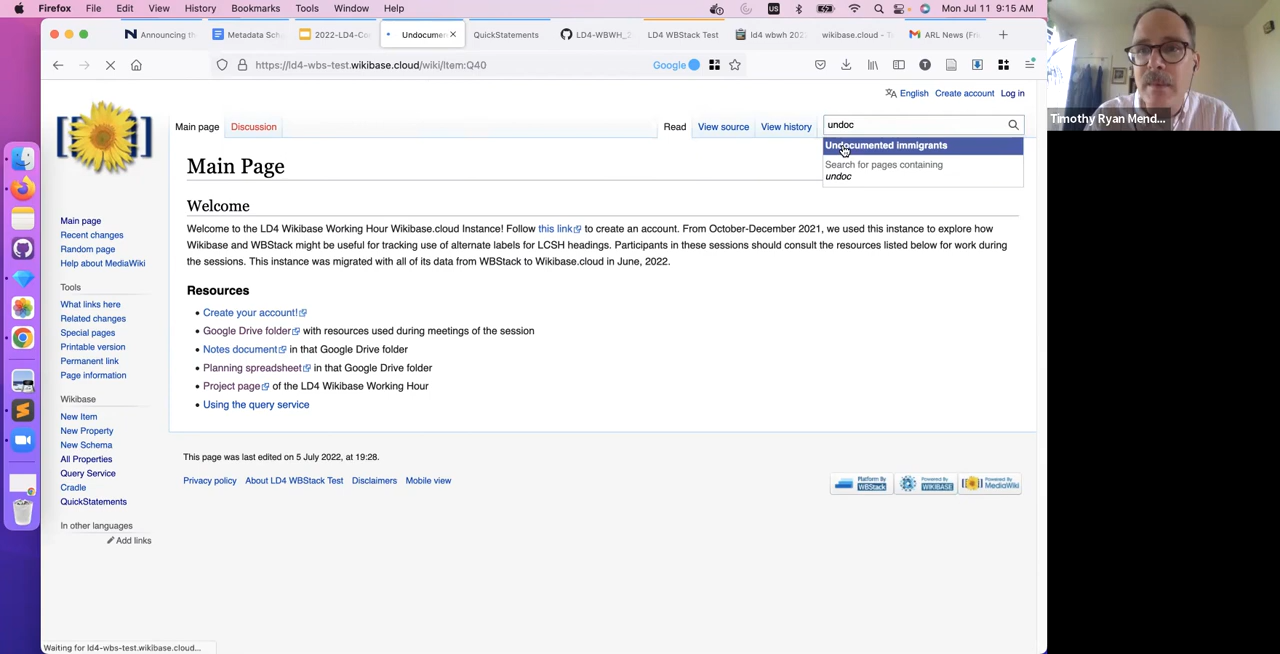 Firefox File Edit View History Bookmarks Tools Window Help
US
Mon Jul 11 9:15 AM
Announcing th
Metadata Sch
2022-LD4-Co
Undocumen
QuickStatements
LD4-WBWH_2
LD4 WBStack Test
ld4 wbwh 202
wikibase.cloud - T
ARL News (Fri
https://ld4-wbs-test.wikibase.cloud/wiki/Item:Q40
Google
Timothy Ryan Mend...
English Create account Log in
Main page Discussion
Read View source View history
undoc
Undocumented immigrants
Search for pages containing
undoc
Main Page
Welcome
Welcome to the LD4 Wikibase Working Hour Wikibase.cloud Instance! Follow this link to create an account. From October-December 2021, we used this instance to explore how
Wikibase and WBStack might be useful for tracking use of alternate labels for LCSH headings. Participants in these sessions should consult the resources listed below for work during
the sessions. This instance was migrated with all of its data from WBStack to Wikibase.cloud in June, 2022.
Resources
Create your account!
Google Drive folder with resources used during meetings of the session
Notes document in that Google Drive folder
Planning spreadsheet in that Google Drive folder
Project page of the LD4 Wikibase Working Hour
Using the query service
Main page
Recent changes
Random page
Help about MediaWiki
Tools
What links here
Related changes
Special pages
Printable version
Permanent link
Page information
Wikibase
New Item
New Property
New Schema
All Properties
Query Service
Cradle
QuickStatements
In other languages
Add links
This page was last edited on 5 July 2022, at 19:28.
Privacy policy About LD4 WBStack Test Disclaimers Mobile view
Platform By
WBStack
Powered By
WIKIBASE
Powered By
MediaWiki
Waiting for ld4-wbs-test.wikibase.cloud...